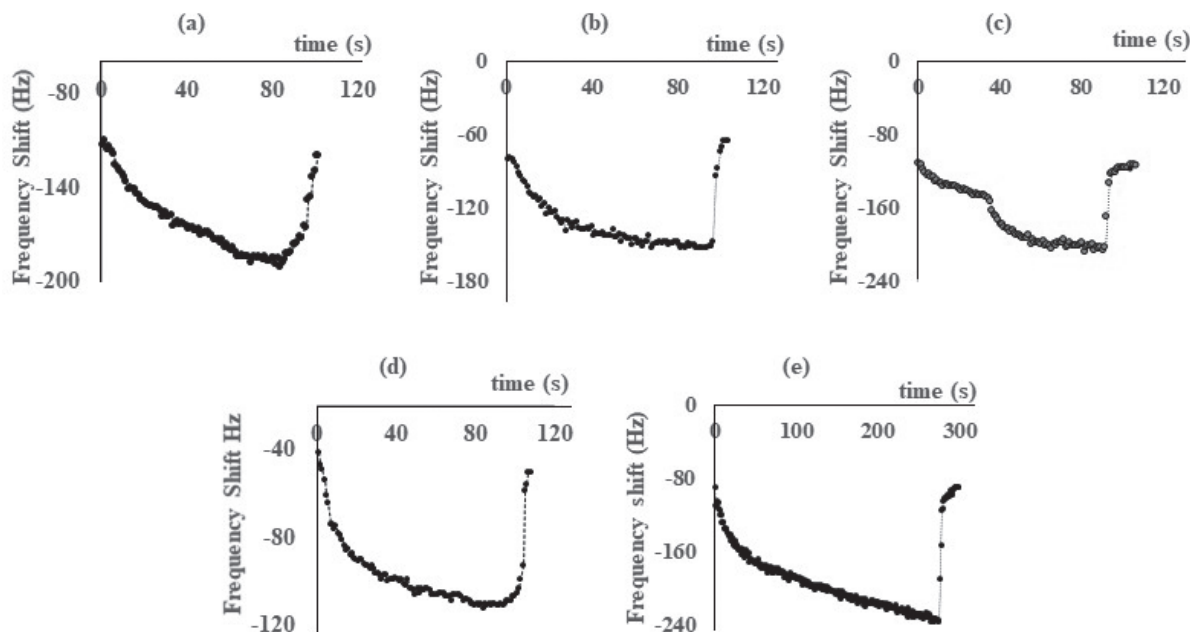 (a)
time (s)
0 40 80 120
-80
-140
-200
Frequency Shift (Hz)
(b)
time (s)
0
0 40 80 120
-60
-120
-180
Frequency Shift (Hz)
(c)
time (s)
0
0 40 80 120
-80
-160
-240
Frequency Shift (Hz)
(d)
time (s)
0 40 80 120
-40
-80
-120
Frequency Shift Hz
(e)
time (s)
0
0 100 200 300
-80
-160
-240
Frequency shift (Hz)